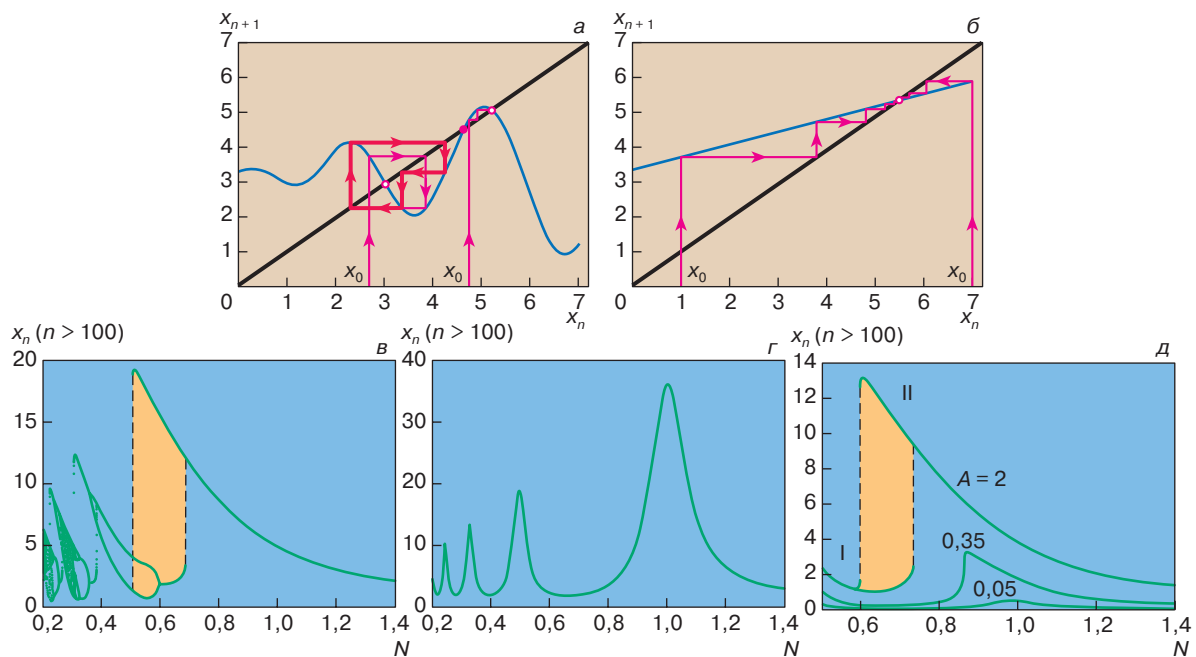 x_{n+1} а
7
6
5
4
3
2
1
x_0 x_0
0 1 2 3 4 5 6 7
x_n
x_{n+1} б
7
6
5
4
3
2
1
x_0 x_0
0 1 2 3 4 5 6 7
x_n
x_n (n > 100) в
20
15
10
5
0
0,2 0,4 0,6 0,8 1,0 1,2 1,4
N
x_n (n > 100) г
40
30
20
10
0
0,2 0,4 0,6 0,8 1,0 1,2 1,4
N
x_n (n > 100) д
14
12
10
8
6
4
2
0
II
A = 2
I
0,35
0,05
0,6 0,8 1,0 1,2 1,4
N